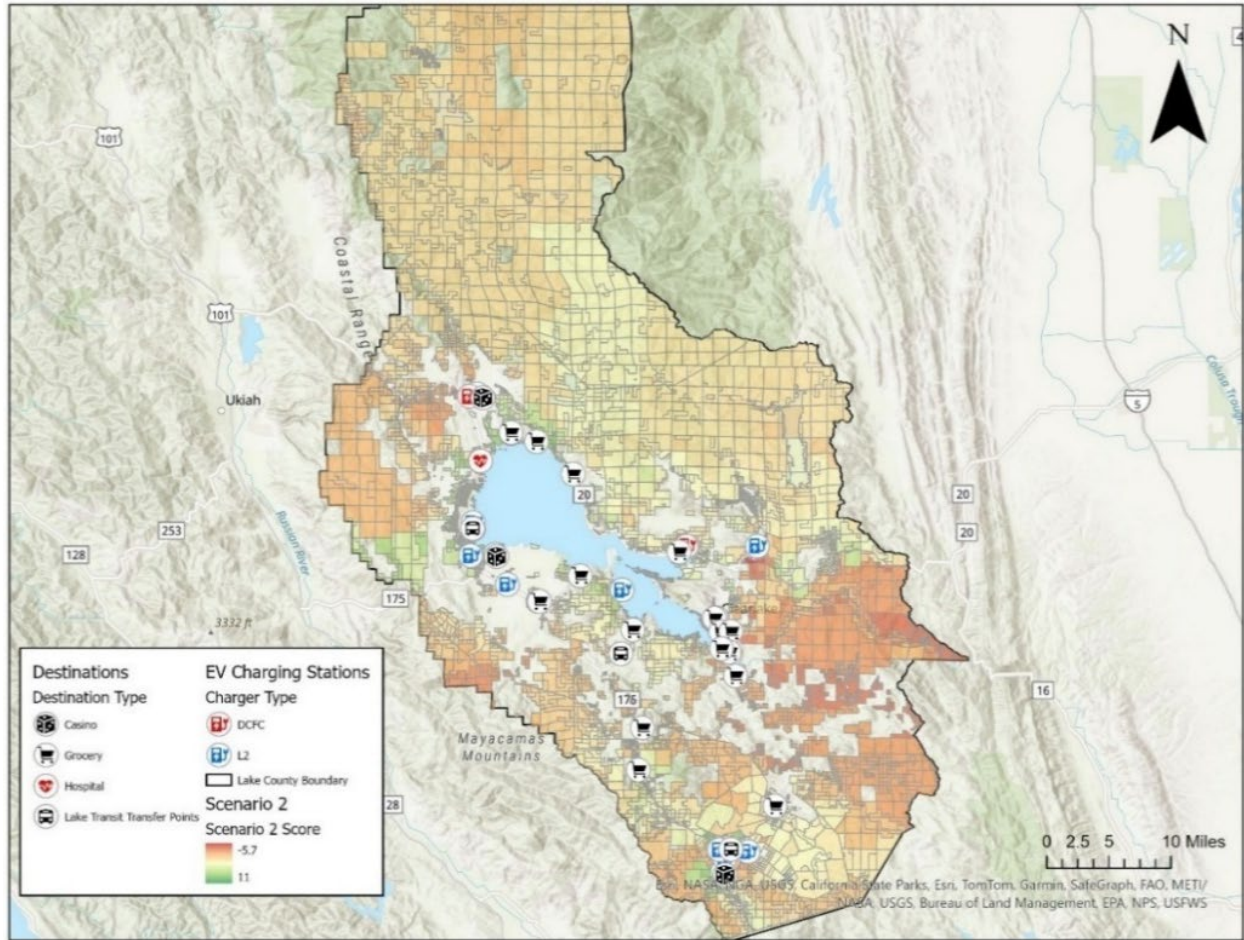 N
4
101
Coastal Range
101
Ukiah
5
Colusa Trough
20
20
253
Russian River
20
128
175
3332 ft
16
175
Mayacamas
Mountains
28
Destinations
Destination Type
Casino
Grocery
Hospital
Lake Transit Transfer Points
EV Charging Stations
Charger Type
DCFC
L2
Lake County Boundary
Scenario 2
Scenario 2 Score
-5.7
11
0 2.5 5 10 Miles
Esri, NASA, NGA, USGS, California State Parks, Esri, TomTom, Garmin, SafeGraph, FAO, METI/
NASA, USGS, Bureau of Land Management, EPA, NPS, USFWS